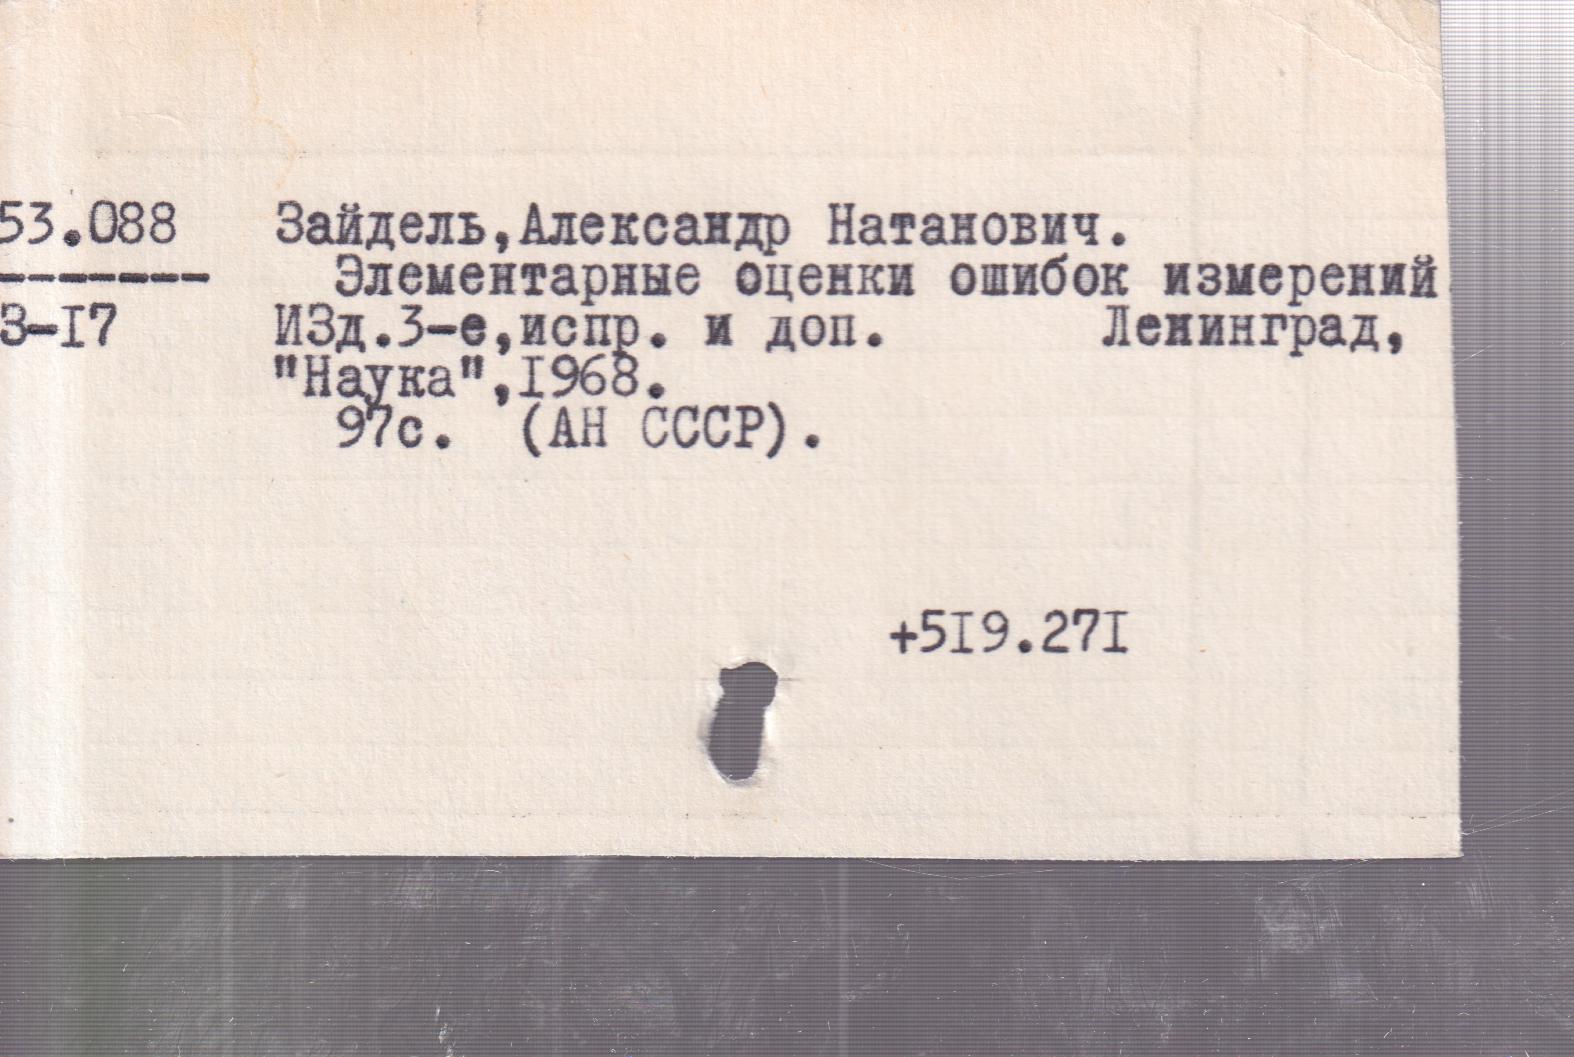 53.088 Зайдель,Александр Натанович.
------- Элементарные оценки ошибок измерений
З-I7 ИЗд.3-е,испр. и доп. Ленинград,
"Наука",I968.
97с. (АН СССР).
+5I9.27I